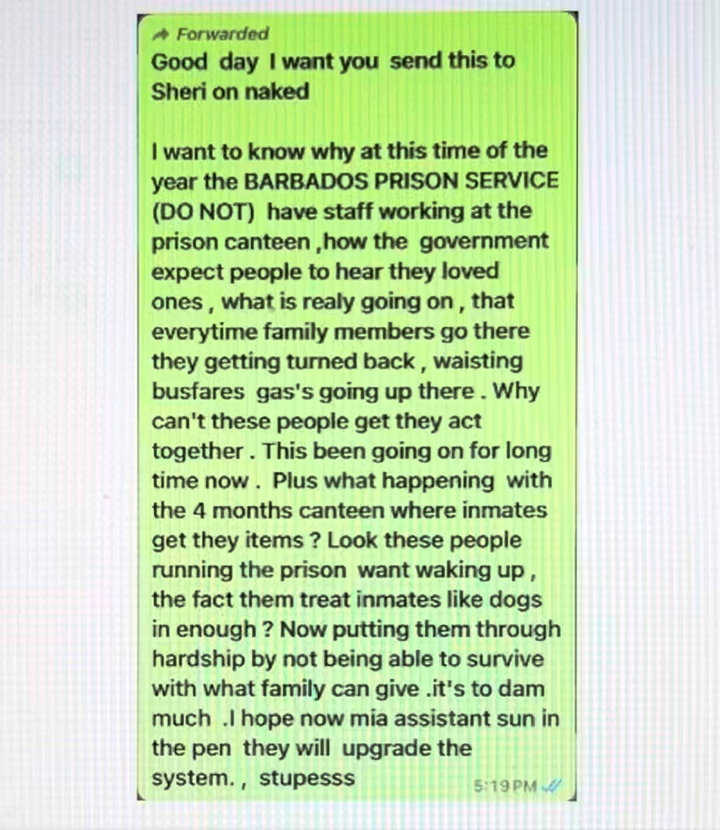 Forwarded
Good day I want you send this to
Sheri on naked
I want to know why at this time of the
year the BARBADOS PRISON SERVICE
(DO NOT) have staff working at the
prison canteen ,how the government
expect people to hear they loved
ones , what is realy going on , that
everytime family members go there
they getting turned back , waisting
busfares gas's going up there . Why
can't these people get they act
together . This been going on for long
time now . Plus what happening with
the 4 months canteen where inmates
get they items ? Look these people
running the prison want waking up ,
the fact them treat inmates like dogs
in enough ? Now putting them through
hardship by not being able to survive
with what family can give .it's to dam
much .I hope now mia assistant sun in
the pen they will upgrade the
system. , stupesss
5:19 PM